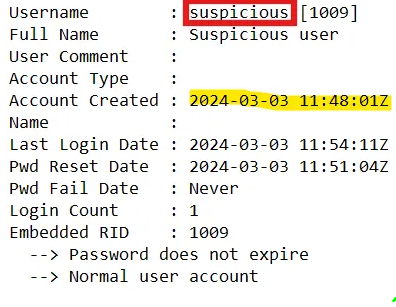 Username : suspicious [1009]
Full Name : Suspicious user
User Comment :
Account Type :
Account Created : 2024-03-03 11:48:01Z
Name :
Last Login Date : 2024-03-03 11:54:11Z
Pwd Reset Date : 2024-03-03 11:51:04Z
Pwd Fail Date : Never
Login Count : 1
Embedded RID : 1009
--> Password does not expire
--> Normal user account